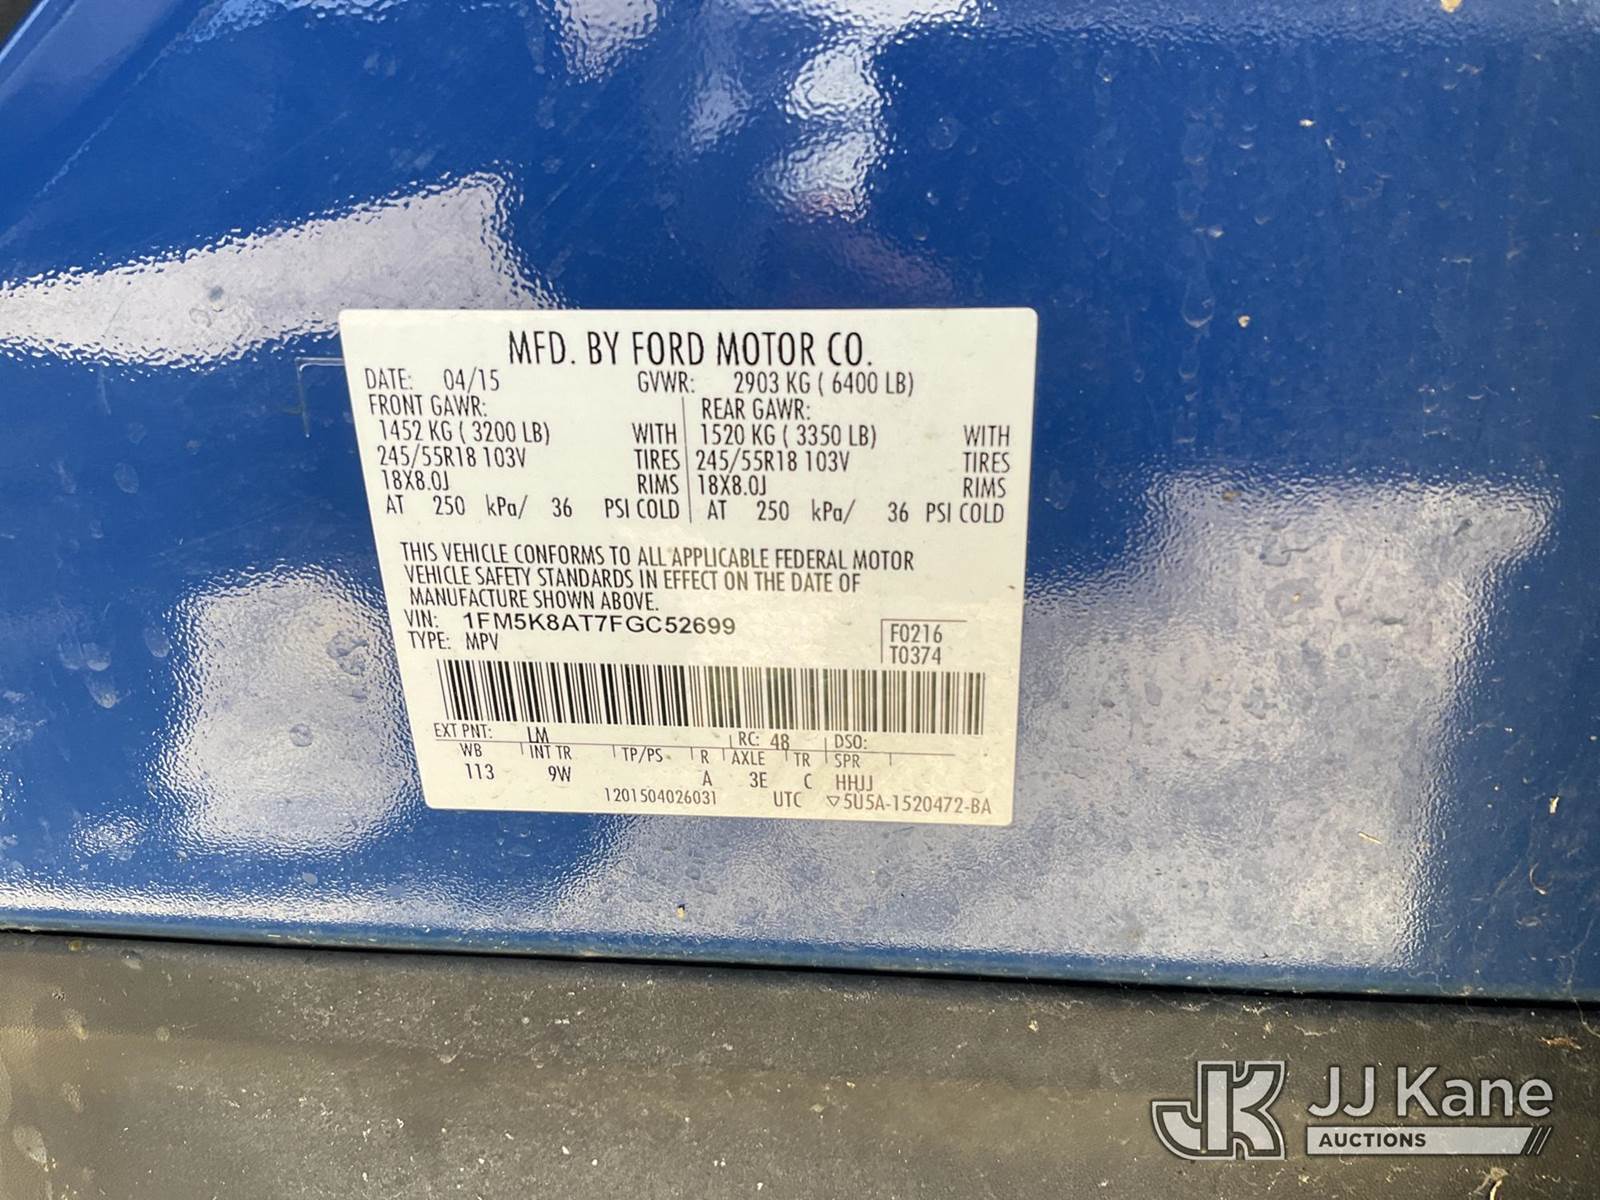 MFD. BY FORD MOTOR CO.
DATE: 04/15 GVWR: 2903 KG ( 6400 LB)
FRONT GAWR: REAR GAWR:
1452 KG ( 3200 LB) WITH 1520 KG ( 3350 LB) WITH
245/55R18 103V TIRES 245/55R18 103V TIRES
18X8.0J RIMS 18X8.0J RIMS
AT 250 kPa/ 36 PSI COLD AT 250 kPa/ 36 PSI COLD
THIS VEHICLE CONFORMS TO ALL APPLICABLE FEDERAL MOTOR
VEHICLE SAFETY STANDARDS IN EFFECT ON THE DATE OF
MANUFACTURE SHOWN ABOVE.
VIN: 1FM5K8AT7FGC52699 F0216
TYPE: MPV T0374
EXT PNT: LM RC: 48 DSO:
WB INT TR TP/PS R AXLE TR SPR
113 9W A 3E C HHJJ
1201504026031 UTC ▽5U5A-1520472-BA
JK JJ Kane
AUCTIONS